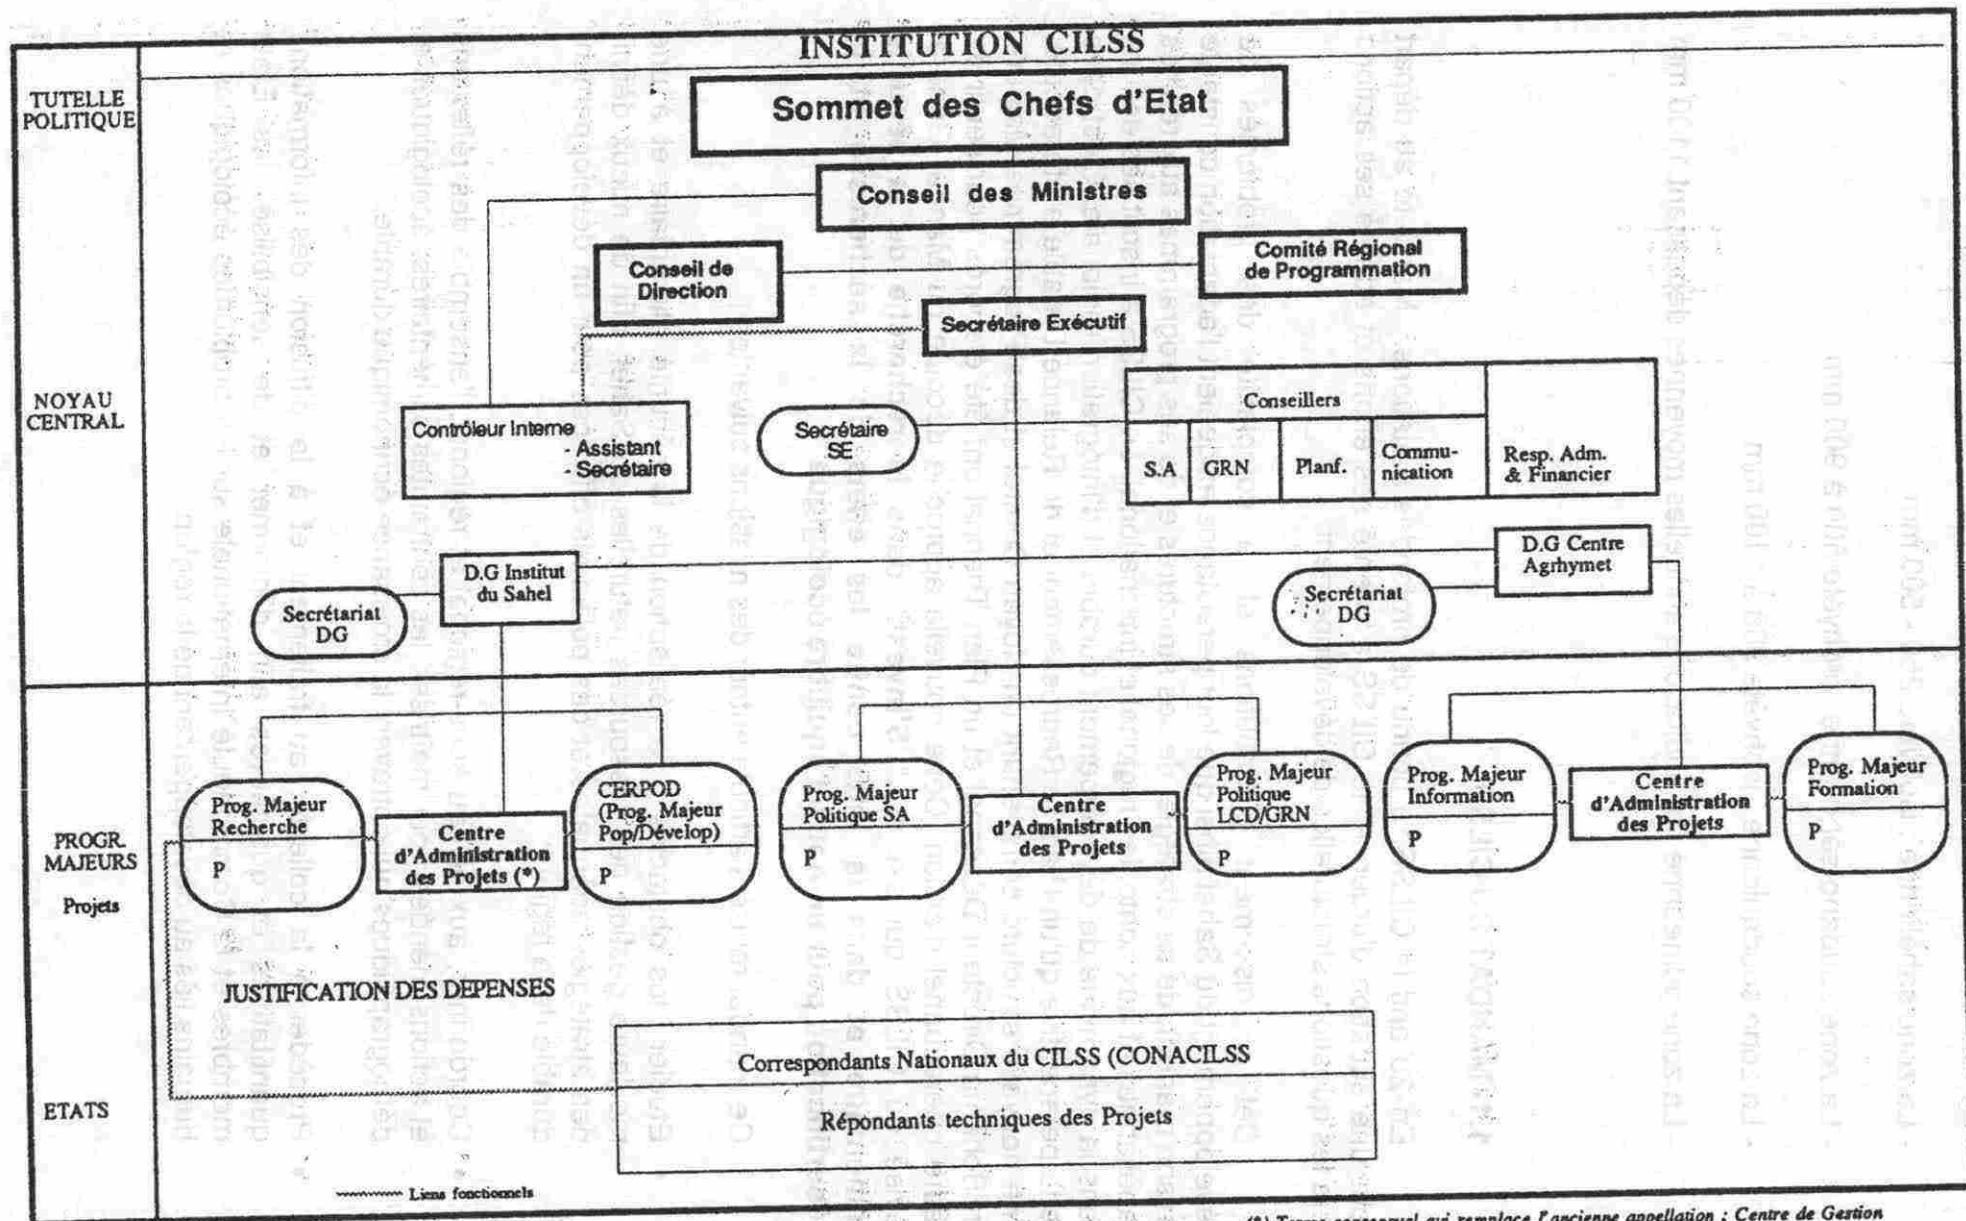 INSTITUTION CILSS
TUTELLE
POLITIQUE
Sommet des Chefs d'Etat
Conseil des Ministres
Conseil de
Direction
Comité Régional
de Programmation
Secrétaire Exécutif
NOYAU
CENTRAL
Contrôleur Interne
- Assistant
- Secrétaire
Secrétaire
SE
Conseillers
S.A
GRN
Planf.
Commu-
nication
Resp. Adm.
& Financier
D.G Institut
du Sahel
Secrétariat
DG
D.G Centre
Agrhymet
Secrétariat
DG
PROGR.
MAJEURS
Projets
Prog. Majeur
Recherche
P
Centre
d'Administration
des Projets (*)
CERPOD
(Prog. Majeur
Pop/Dévelop)
P
Prog. Majeur
Politique SA
P
Centre
d'Administration
des Projets
Prog. Majeur
Politique
LCD/GRN
P
Prog. Majeur
Information
P
Centre
d'Administration
des Projets
Prog. Majeur
Formation
P
JUSTIFICATION DES DEPENSES
ETATS
Correspondants Nationaux du CILSS (CONACILSS
Répondants techniques des Projets
Liens fonctionnels
(*) Terme consensuel qui remplace l'ancienne appellation : Centre de Gestion